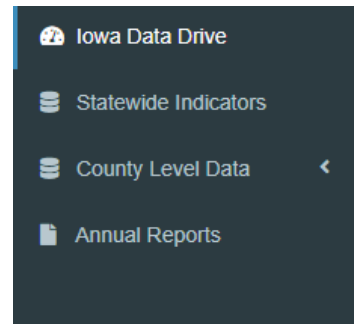 Iowa Data Drive
Statewide Indicators
County Level Data
Annual Reports